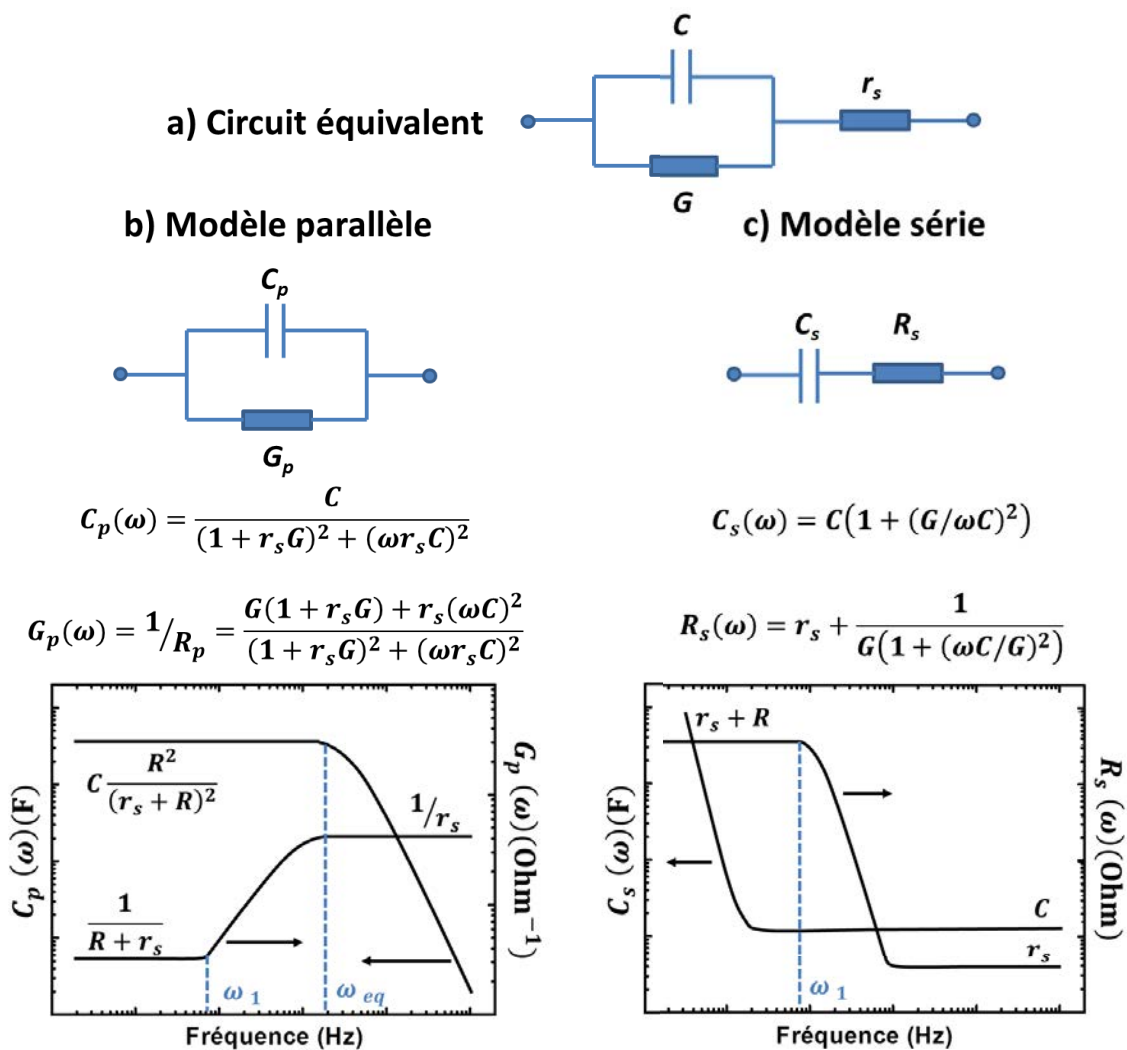 C
r_s
a) Circuit équivalent
G
b) Modèle parallèle
c) Modèle série
C_p
C_s R_s
G_p
C_p(ω) = C / ((1 + r_sG)² + (ωr_sC)²)
C_s(ω) = C(1 + (G/ωC)²)
G_p(ω) = 1/R_p = (G(1 + r_sG) + r_s(ωC)²) / ((1 + r_sG)² + (ωr_sC)²)
R_s(ω) = r_s + 1 / (G(1 + (ωC/G)²))
C_p (ω)(F)
C R² / (r_s + R)²
1/r_s
1 / (R + r_s)
ω_1
ω_eq
G_p (ω)(Ohm⁻¹)
Fréquence (Hz)
C_s (ω)(F)
r_s + R
C
r_s
ω_1
R_s (ω)(Ohm)
Fréquence (Hz)